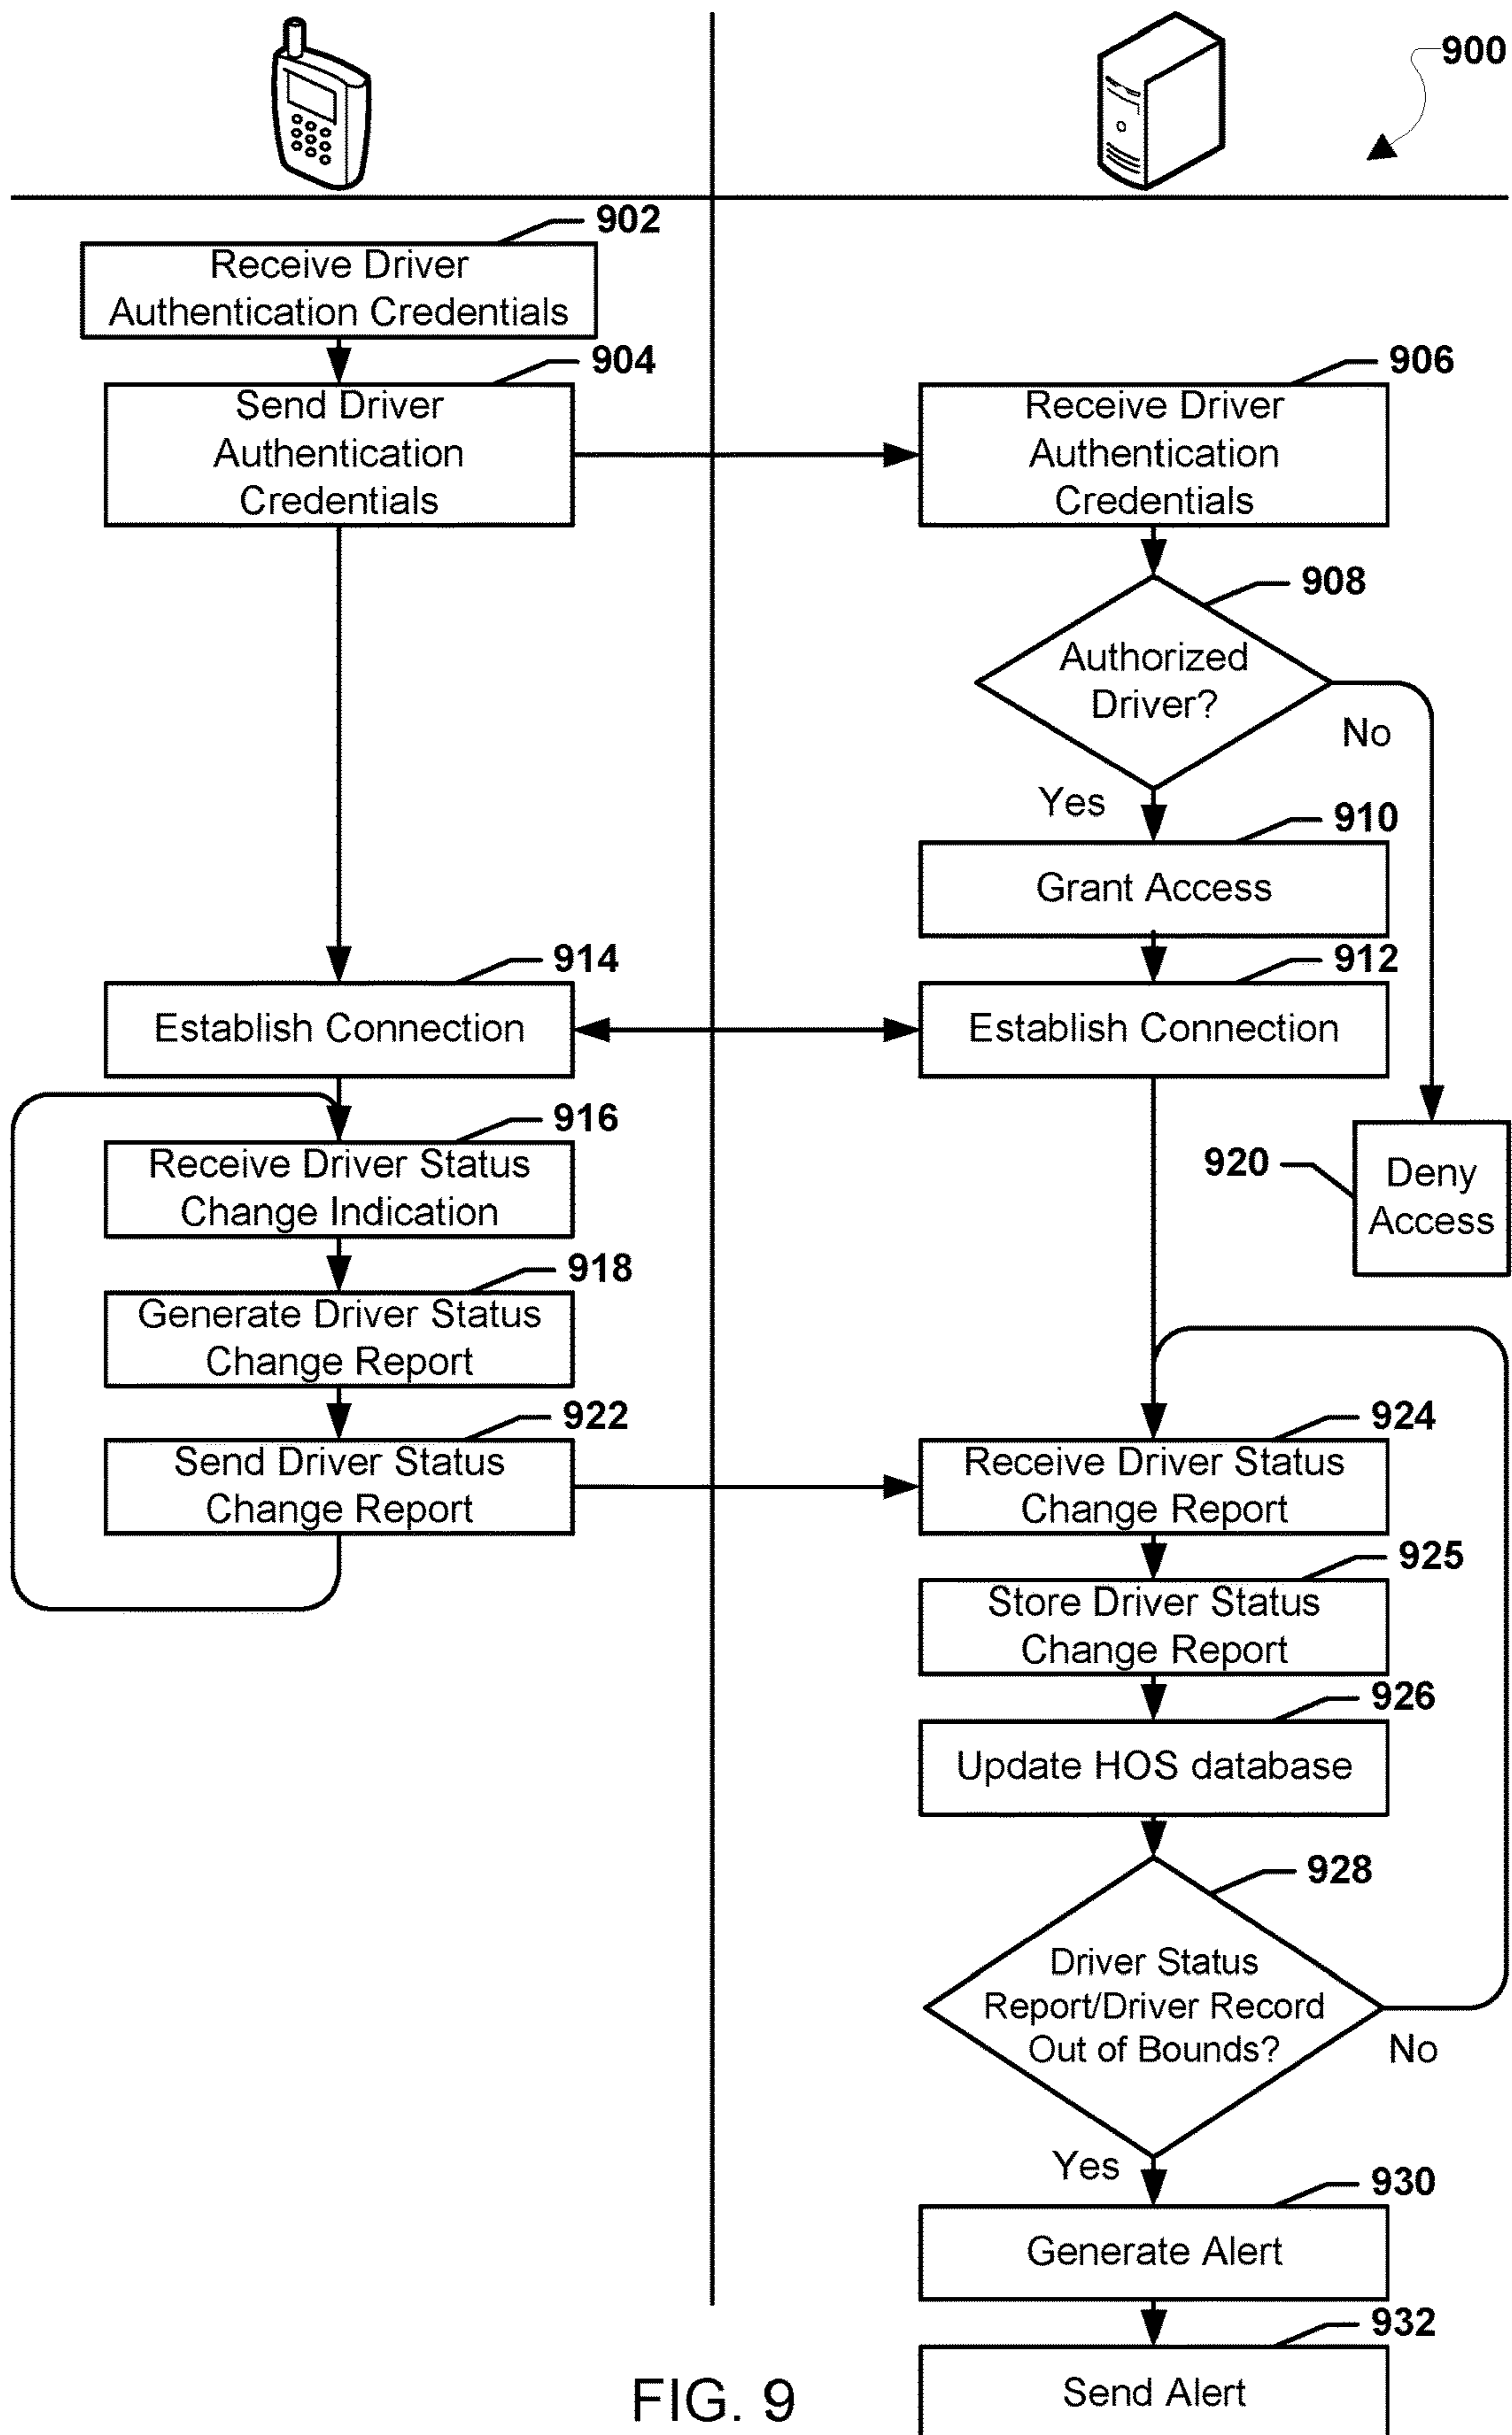 900
902
Receive Driver
Authentication Credentials
904
Send Driver
Authentication
Credentials
906
Receive Driver
Authentication
Credentials
908
Authorized
Driver?
No
Yes
910
Grant Access
914
Establish Connection
912
Establish Connection
916
Receive Driver Status
Change Indication
920
Deny
Access
918
Generate Driver Status
Change Report
922
Send Driver Status
Change Report
924
Receive Driver Status
Change Report
925
Store Driver Status
Change Report
926
Update HOS database
928
Driver Status
Report/Driver Record
Out of Bounds?
No
Yes
930
Generate Alert
932
Send Alert
FIG. 9